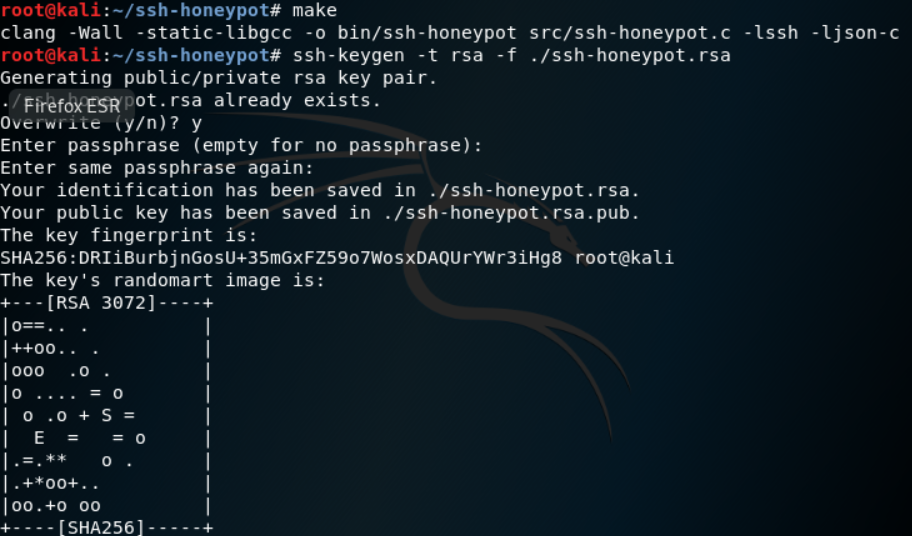 root@kali:~/ssh-honeypot# make
clang -Wall -static-libgcc -o bin/ssh-honeypot src/ssh-honeypot.c -lssh -ljson-c
root@kali:~/ssh-honeypot# ssh-keygen -t rsa -f ./ssh-honeypot.rsa
Generating public/private rsa key pair.
./ssh-honeypot.rsa already exists.
Firefox ESR
Overwrite (y/n)? y
Enter passphrase (empty for no passphrase):
Enter same passphrase again:
Your identification has been saved in ./ssh-honeypot.rsa.
Your public key has been saved in ./ssh-honeypot.rsa.pub.
The key fingerprint is:
SHA256:DRIiBurbjnGosU+35mGxFZ59o7WosxDAQUrYWr3iHg8 root@kali
The key's randomart image is:
+---[RSA 3072]----+
|o==.. .          |
|++oo.. .         |
|ooo  .o .        |
|o .... = o       |
| o .o + S =      |
|  E  =   = o     |
|.=.**   o .      |
|.+*oo+..         |
|oo.+o oo         |
+----[SHA256]-----+